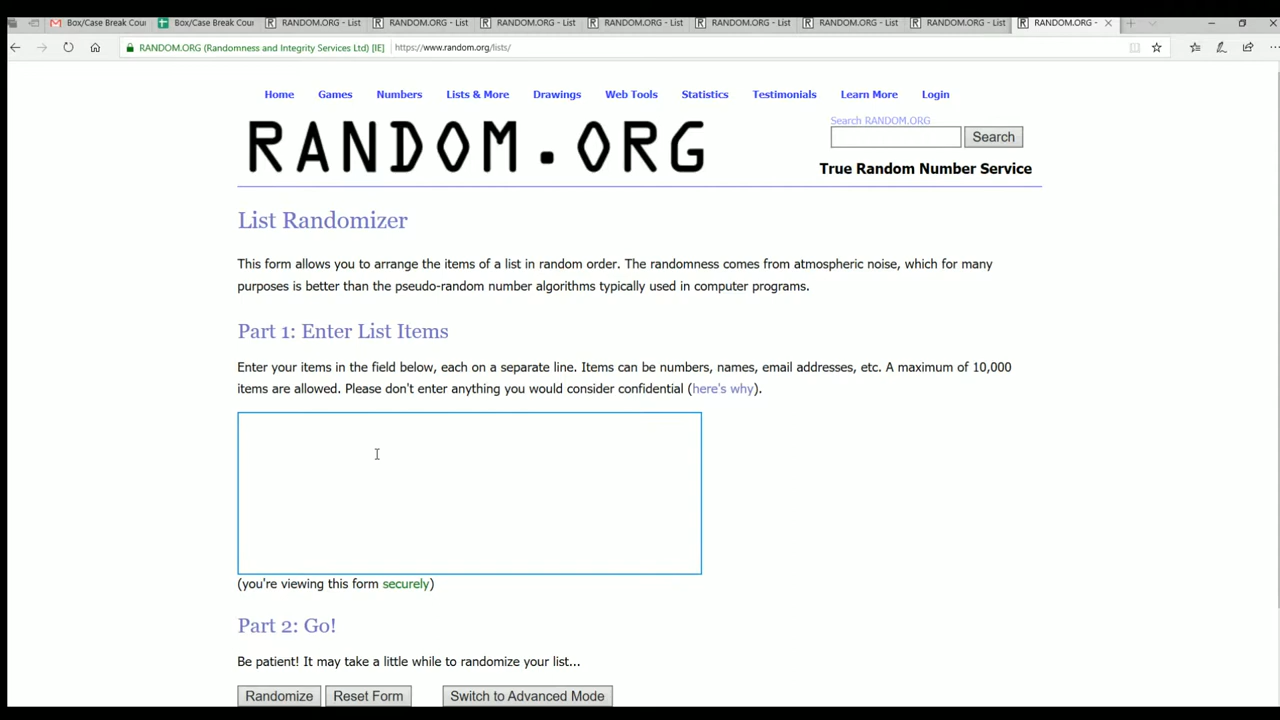 Box/Case Break Cou
Box/Case Break Cou
RANDOM.ORG - List
RANDOM.ORG - List
RANDOM.ORG - List
RANDOM.ORG - List
RANDOM.ORG - List
RANDOM.ORG - List
RANDOM.ORG - List
RANDOM.ORG -
RANDOM.ORG (Randomness and Integrity Services Ltd) [IE]
https://www.random.org/lists/
Home Games Numbers Lists & More Drawings Web Tools Statistics Testimonials Learn More Login
RANDOM.ORG
Search RANDOM.ORG
Search
True Random Number Service
List Randomizer
This form allows you to arrange the items of a list in random order. The randomness comes from atmospheric noise, which for many
purposes is better than the pseudo-random number algorithms typically used in computer programs.
Part 1: Enter List Items
Enter your items in the field below, each on a separate line. Items can be numbers, names, email addresses, etc. A maximum of 10,000
items are allowed. Please don't enter anything you would consider confidential (here's why).
(you're viewing this form securely)
Part 2: Go!
Be patient! It may take a little while to randomize your list...
Randomize Reset Form Switch to Advanced Mode